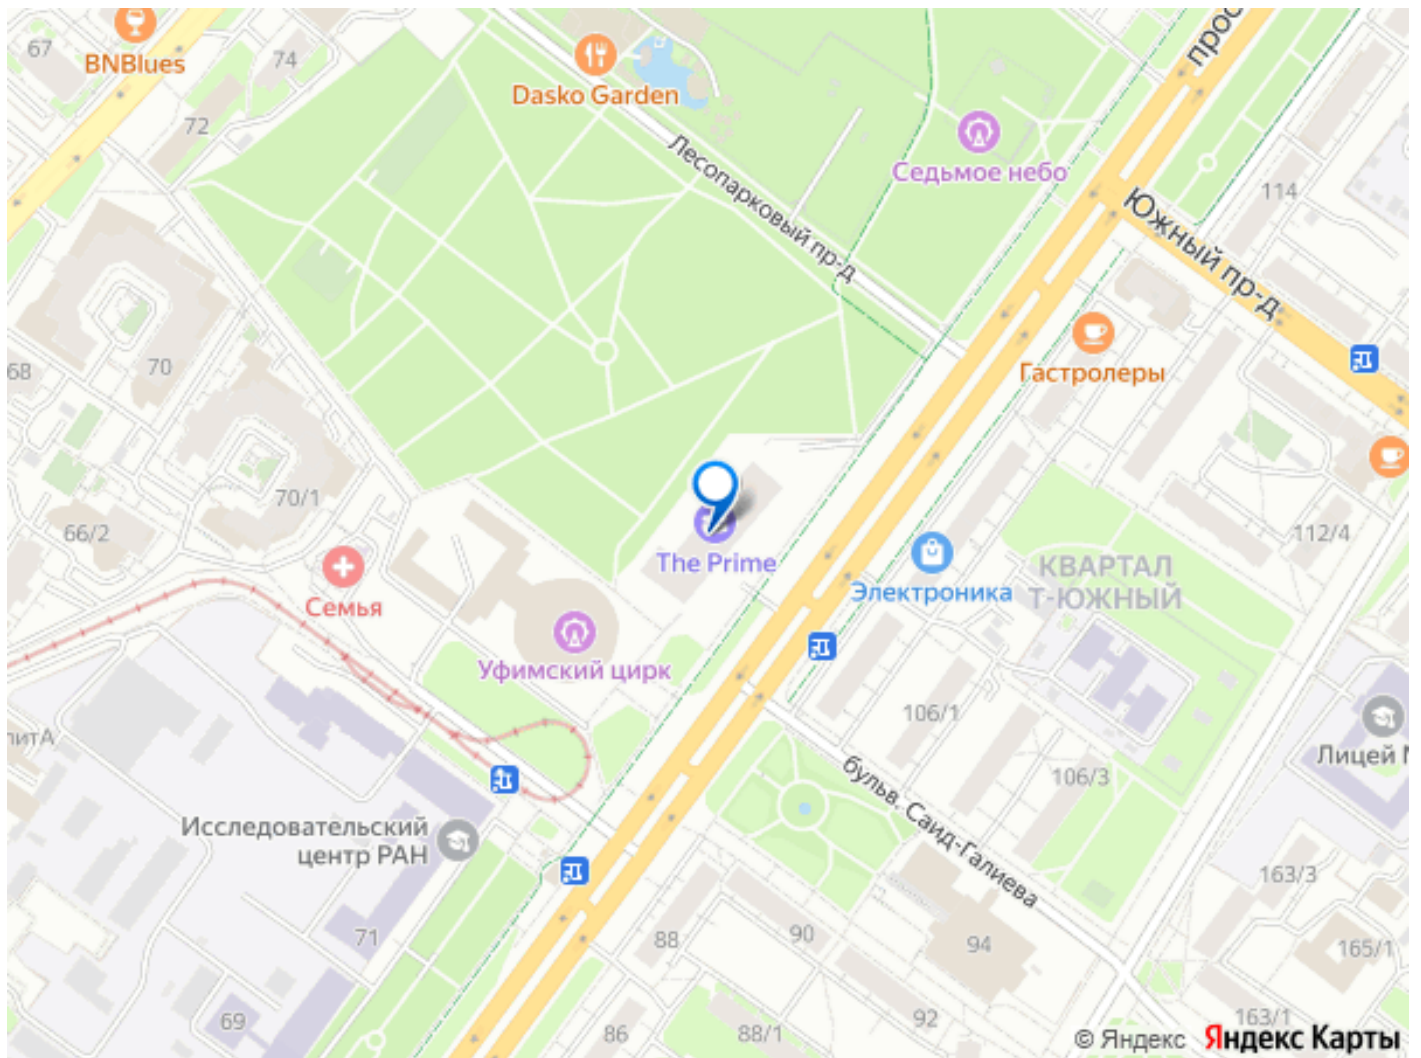 67
BNBlues
74
72
Dasko Garden
Седьмое небо
прос
Лесопарковый пр-д
114
Южный пр-д
Гастролеры
68
70
70/1
66/2
Семья
The Prime
Электроника
КВАРТАЛ
Т-ЮЖНЫЙ
112/4
Уфимский цирк
106/1
106/3
Лицей
литА
Исследовательский
центр РАН
бульв. Саид-Галиева
163/3
165/1
71
69
88
90
94
86
88/1
92
163/1
© Яндекс Яндекс Карты